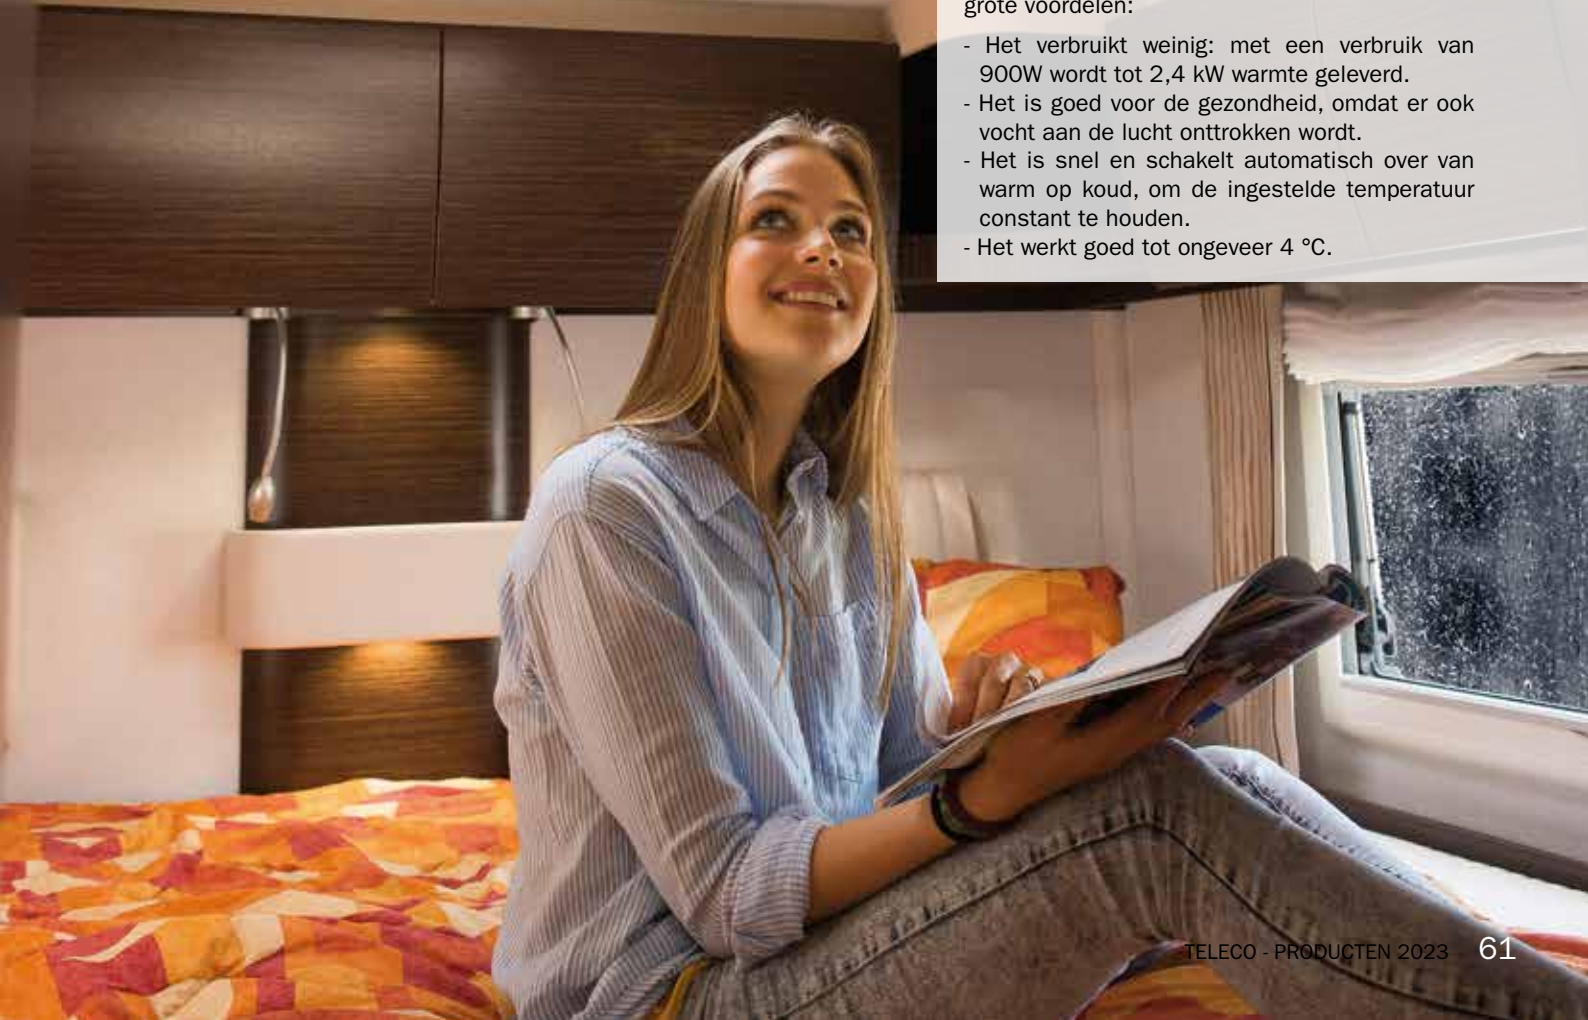 grote voordelen:
- Het verbruikt weinig: met een verbruik van
900W wordt tot 2,4 kW warmte geleverd.
- Het is goed voor de gezondheid, omdat er ook
vocht aan de lucht onttrokken wordt.
- Het is snel en schakelt automatisch over van
warm op koud, om de ingestelde temperatuur
constant te houden.
- Het werkt goed tot ongeveer 4 °C.
TELECO - PRODUCTEN 2023 61